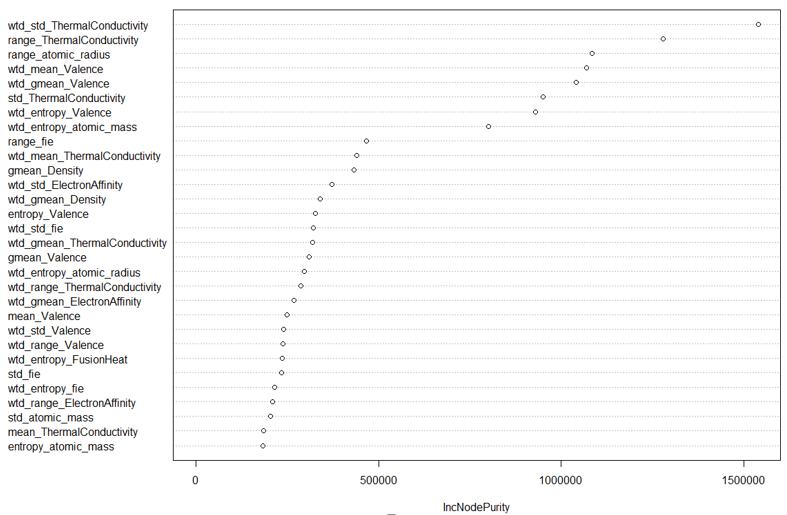 wtd_std_ThermalConductivity
range_ThermalConductivity
range_atomic_radius
wtd_mean_Valence
wtd_gmean_Valence
std_ThermalConductivity
wtd_entropy_Valence
wtd_entropy_atomic_mass
range_fie
wtd_mean_ThermalConductivity
gmean_Density
wtd_std_ElectronAffinity
wtd_gmean_Density
entropy_Valence
wtd_std_fie
wtd_gmean_ThermalConductivity
gmean_Valence
wtd_entropy_atomic_radius
wtd_range_ThermalConductivity
wtd_gmean_ElectronAffinity
mean_Valence
wtd_std_Valence
wtd_range_Valence
wtd_entropy_FusionHeat
std_fie
wtd_entropy_fie
wtd_range_ElectronAffinity
std_atomic_mass
mean_ThermalConductivity
entropy_atomic_mass
0 500000 1000000 1500000
IncNodePurity